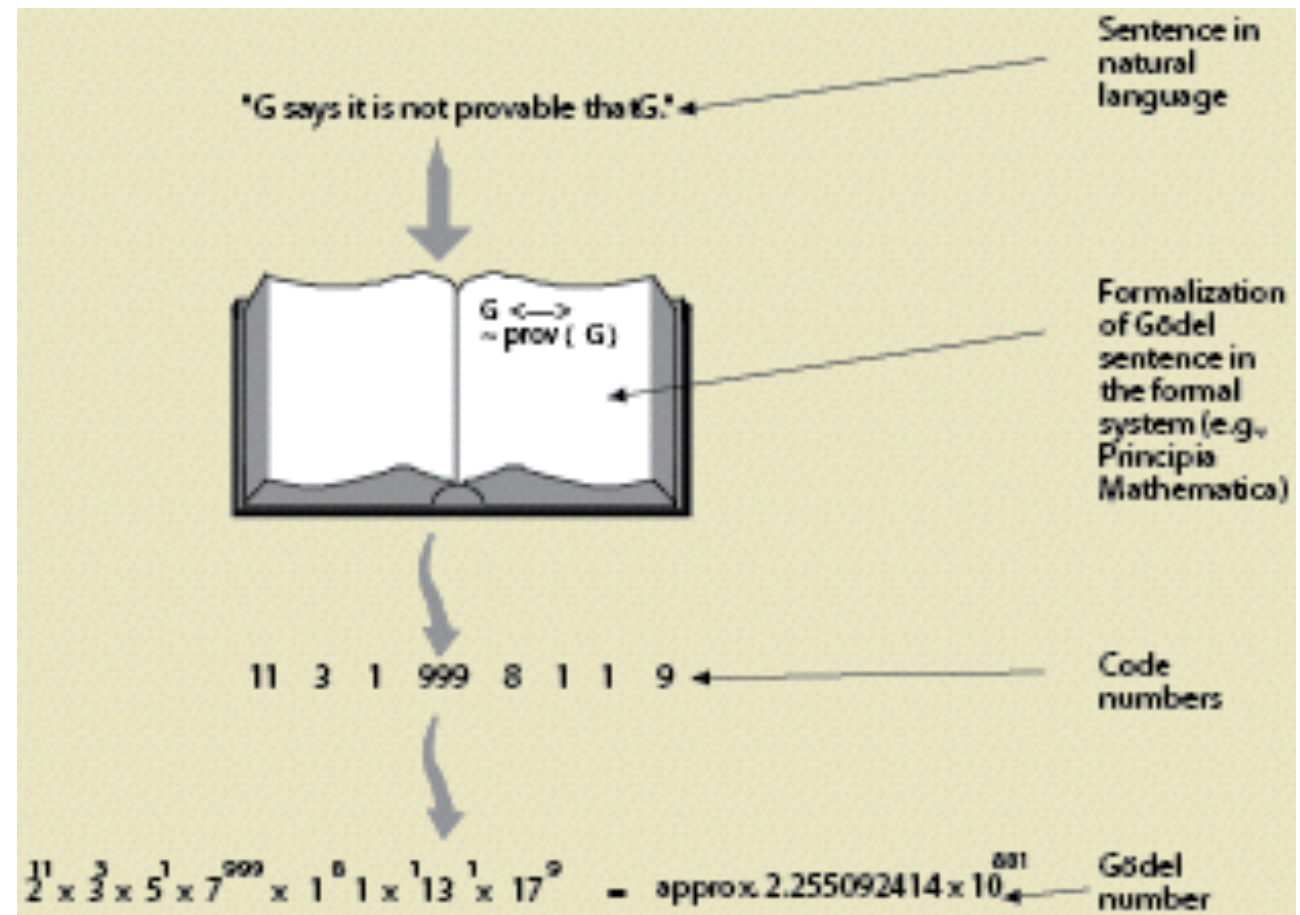 Sentence in
natural
language
"G says it is not provable that G."
G <—>
~ prov ( G)
Formalization
of Gödel
sentence in
the formal
system (e.g.,
Principia
Mathematica)
11 3 1 999 8 1 1 9
Code
numbers
2^11 x 3^3 x 5^1 x 7^999 x 1^8 1 x ^1 13 ^1 x 17^9 = approx. 2.255092414 x 10^881
Gödel
number